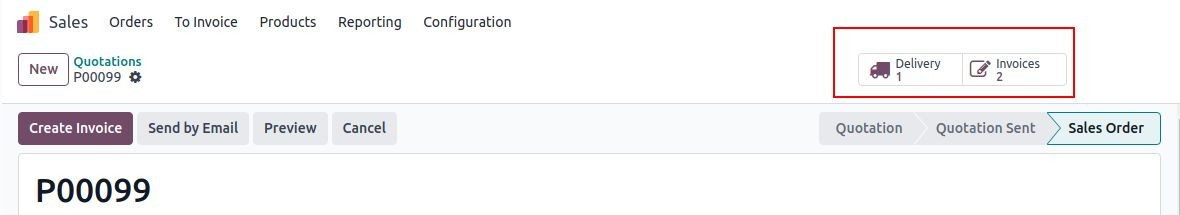 Sales Orders To Invoice Products Reporting Configuration
New Quotations
P00099
Delivery
1
Invoices
2
Create Invoice Send by Email Preview Cancel Quotation Quotation Sent Sales Order
P00099